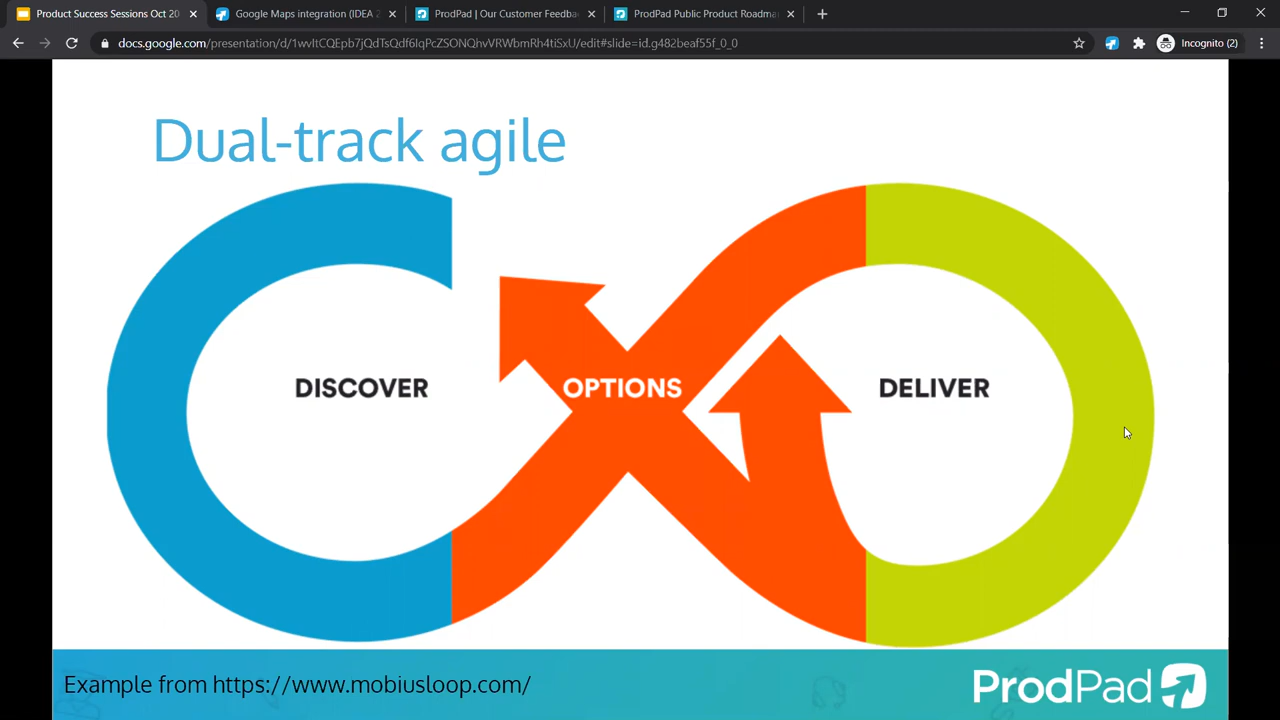 Product Success Sessions Oct 20
Google Maps integration (IDEA 2
ProdPad | Our Customer Feedba
ProdPad Public Product Roadma
docs.google.com/presentation/d/1wvItCQEpb7jQdTsQdf6IqPcZSONQhvVRWbmRh4tiSxU/edit#slide=id.g482beaf55f_0_0
Incognito (2)
Dual-track agile
DISCOVER
OPTIONS
DELIVER
Example from https://www.mobiusloop.com/
ProdPad